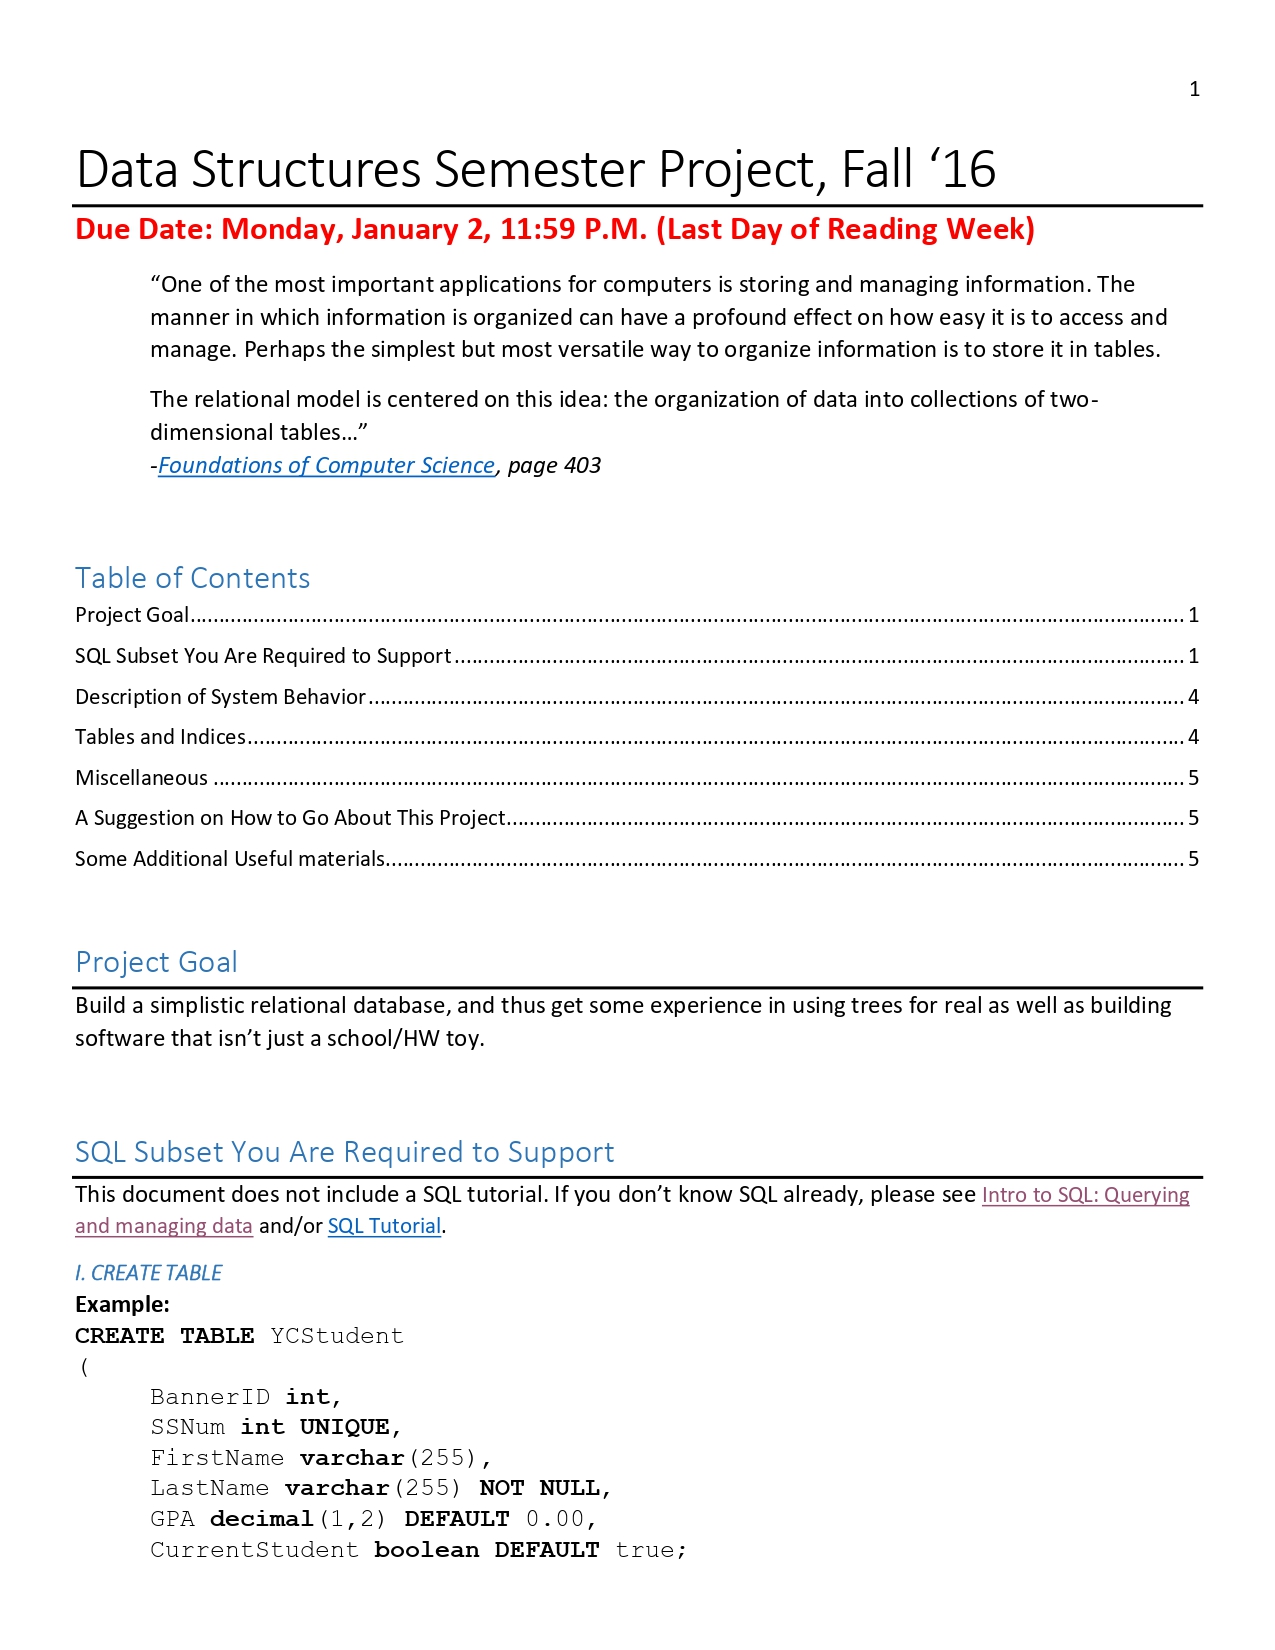 1
Data Structures Semester Project, Fall ‘16
Due Date: Monday, January 2, 11:59 P.M. (Last Day of Reading Week)
“One of the most important applications for computers is storing and managing information. The
manner in which information is organized can have a profound effect on how easy it is to access and
manage. Perhaps the simplest but most versatile way to organize information is to store it in tables.
The relational model is centered on this idea: the organization of data into collections of two-
dimensional tables…”
-Foundations of Computer Science, page 403
Table of Contents
Project Goal 1
SQL Subset You Are Required to Support 1
Description of System Behavior 4
Tables and Indices 4
Miscellaneous 5
A Suggestion on How to Go About This Project 5
Some Additional Useful materials 5
Project Goal
Build a simplistic relational database, and thus get some experience in using trees for real as well as building
software that isn’t just a school/HW toy.
SQL Subset You Are Required to Support
This document does not include a SQL tutorial. If you don’t know SQL already, please see Intro to SQL: Querying
and managing data and/or SQL Tutorial.
I. CREATE TABLE
Example:
CREATE TABLE YCStudent
(
BannerID int,
SSNum int UNIQUE,
FirstName varchar(255),
LastName varchar(255) NOT NULL,
GPA decimal(1,2) DEFAULT 0.00,
CurrentStudent boolean DEFAULT true;